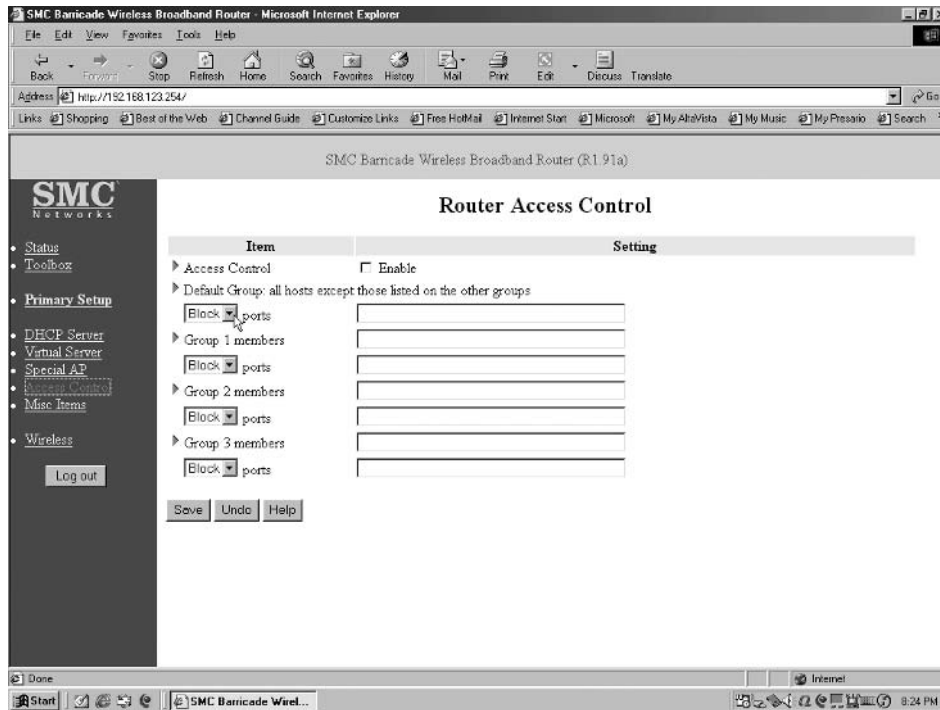 SMC Barricade Wireless Broadband Router - Microsoft Internet Explorer
File Edit View Favorites Tools Help
Back Forward Stop Refresh Home Search Favorites History Mail Print Edit Discuss Translate
Address http://192.168.123.254/ Go
Links Shopping Best of the Web Channel Guide Customize Links Free HotMail Internet Start Microsoft My AltaVista My Music My Presario Search
SMC Barricade Wireless Broadband Router (R1.91a)
SMC
Networks
Status
Toolbox
Primary Setup
DHCP Server
Virtual Server
Special AP
Access Control
Misc Items
Wireless
Log out
Router Access Control
Item Setting
Access Control Enable
Default Group: all hosts except those listed on the other groups
Block ports
Group 1 members
Block ports
Group 2 members
Block ports
Group 3 members
Block ports
Save Undo Help
Done Internet
Start SMC Barricade Wirel... 8:24 PM